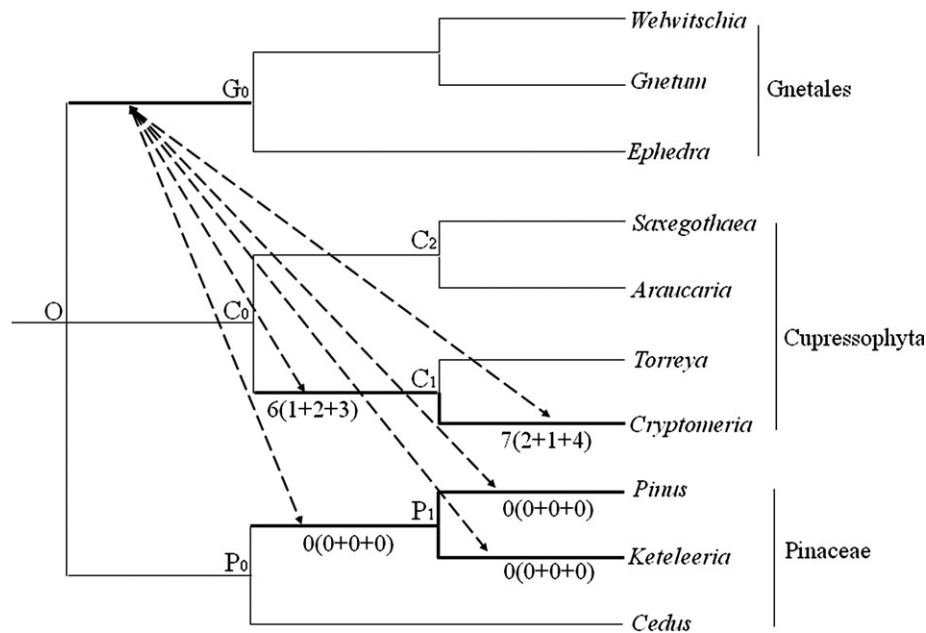 Welwitschia
G0
Gnetum
Gnetales
Ephedra
Saxegothaea
C2
Araucaria
O
C0
Cupressophyta
Torreya
C1
6(1+2+3)
Cryptomeria
7(2+1+4)
Pinus
0(0+0+0)
P1
0(0+0+0)
Pinaceae
P0
Keteleeria
0(0+0+0)
Cedus